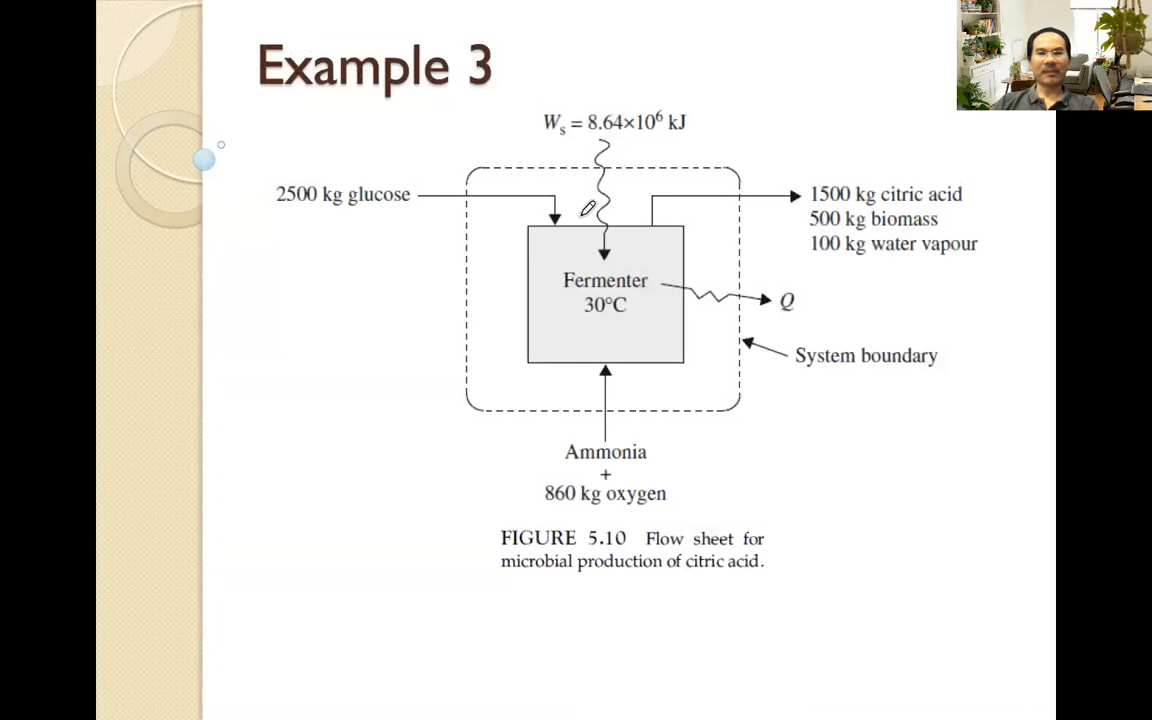 Example 3
Wₛ = 8.64×10⁶ kJ
2500 kg glucose
1500 kg citric acid
500 kg biomass
100 kg water vapour
Fermenter
30°C
Q
System boundary
Ammonia
+
860 kg oxygen
FIGURE 5.10 Flow sheet for
microbial production of citric acid.